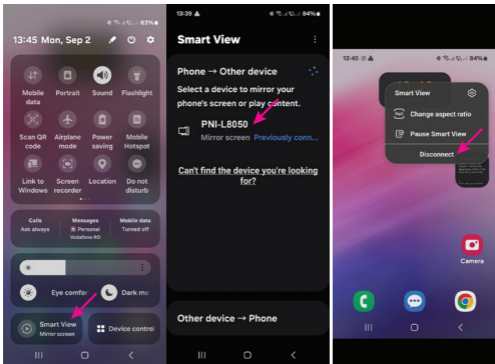 83%
13:45 Mon, Sep 2
Mobile data
Portrait
Sound
Flashlight
Scan QR code
Airplane mode
Power saving
Mobile Hotspot
Link to Windows
Screen recorder
Location
Do not disturb
Calls
Ask always
Messages
Personal
Vodafone RO
Mobile data
Turned off
Eye comfor
Dark mo
Smart View
Mirror screen
Device control
13:39
84%
Smart View
Phone → Other device
Select a device to mirror your
phone's screen or play content.
PNI-L8050
Mirror screen Previously conn...
Can't find the device you're looking
for?
Other device → Phone
13:40
84%
Smart View
Change aspect ratio
Pause Smart View
Disconnect
Camera